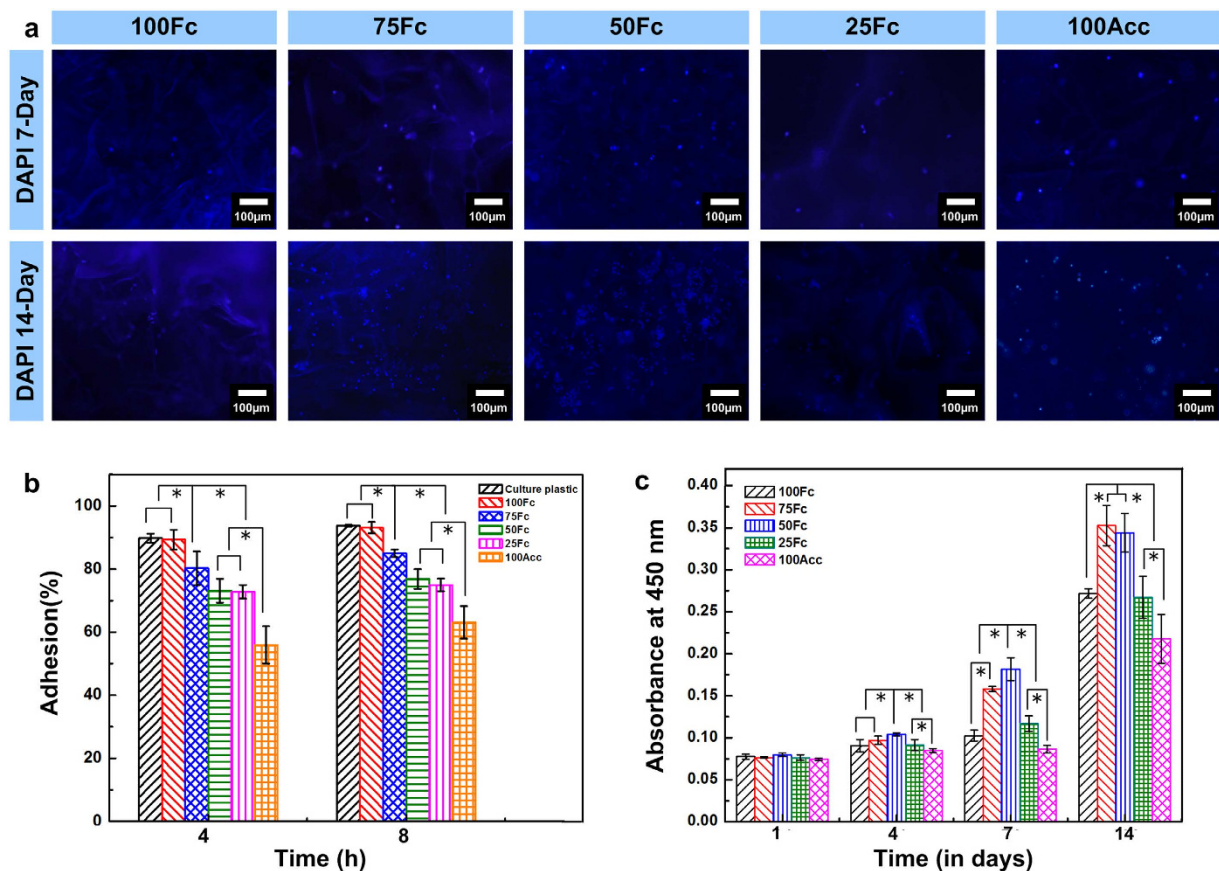 a
100Fc 75Fc 50Fc 25Fc 100Acc
DAPI 7-Day
100µm 100µm 100µm 100µm 100µm
DAPI 14-Day
100µm 100µm 100µm 100µm 100µm
b
Adhesion(%)
100
80
60
40
20
0
* * * * * *
Culture plastic
100Fc
75Fc
50Fc
25Fc
100Acc
4 8
Time (h)
c
Absorbance at 450 nm
0.40
0.35
0.30
0.25
0.20
0.15
0.10
0.05
0.00
100Fc
75Fc
50Fc
25Fc
100Acc
* * * * * * * * * *
1 4 7 14
Time (in days)